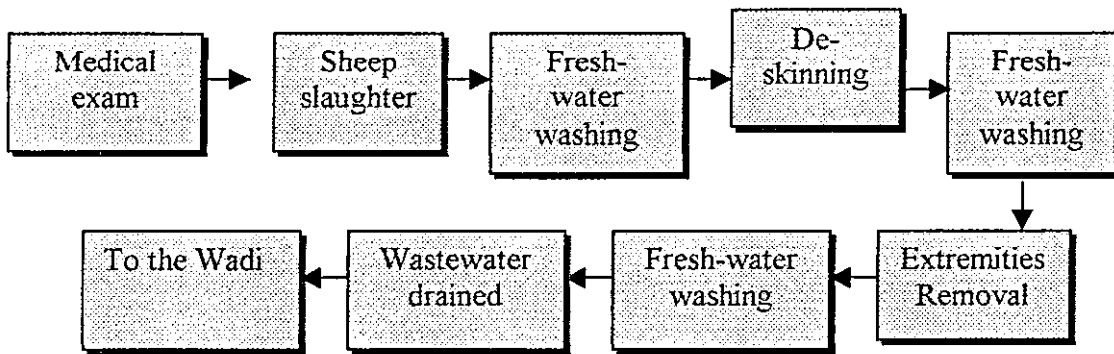 Medical
exam
Sheep
slaughter
Fresh-
water
washing
De-
skinning
Fresh-
water
washing
Extremities
Removal
Fresh-water
washing
Wastewater
drained
To the Wadi